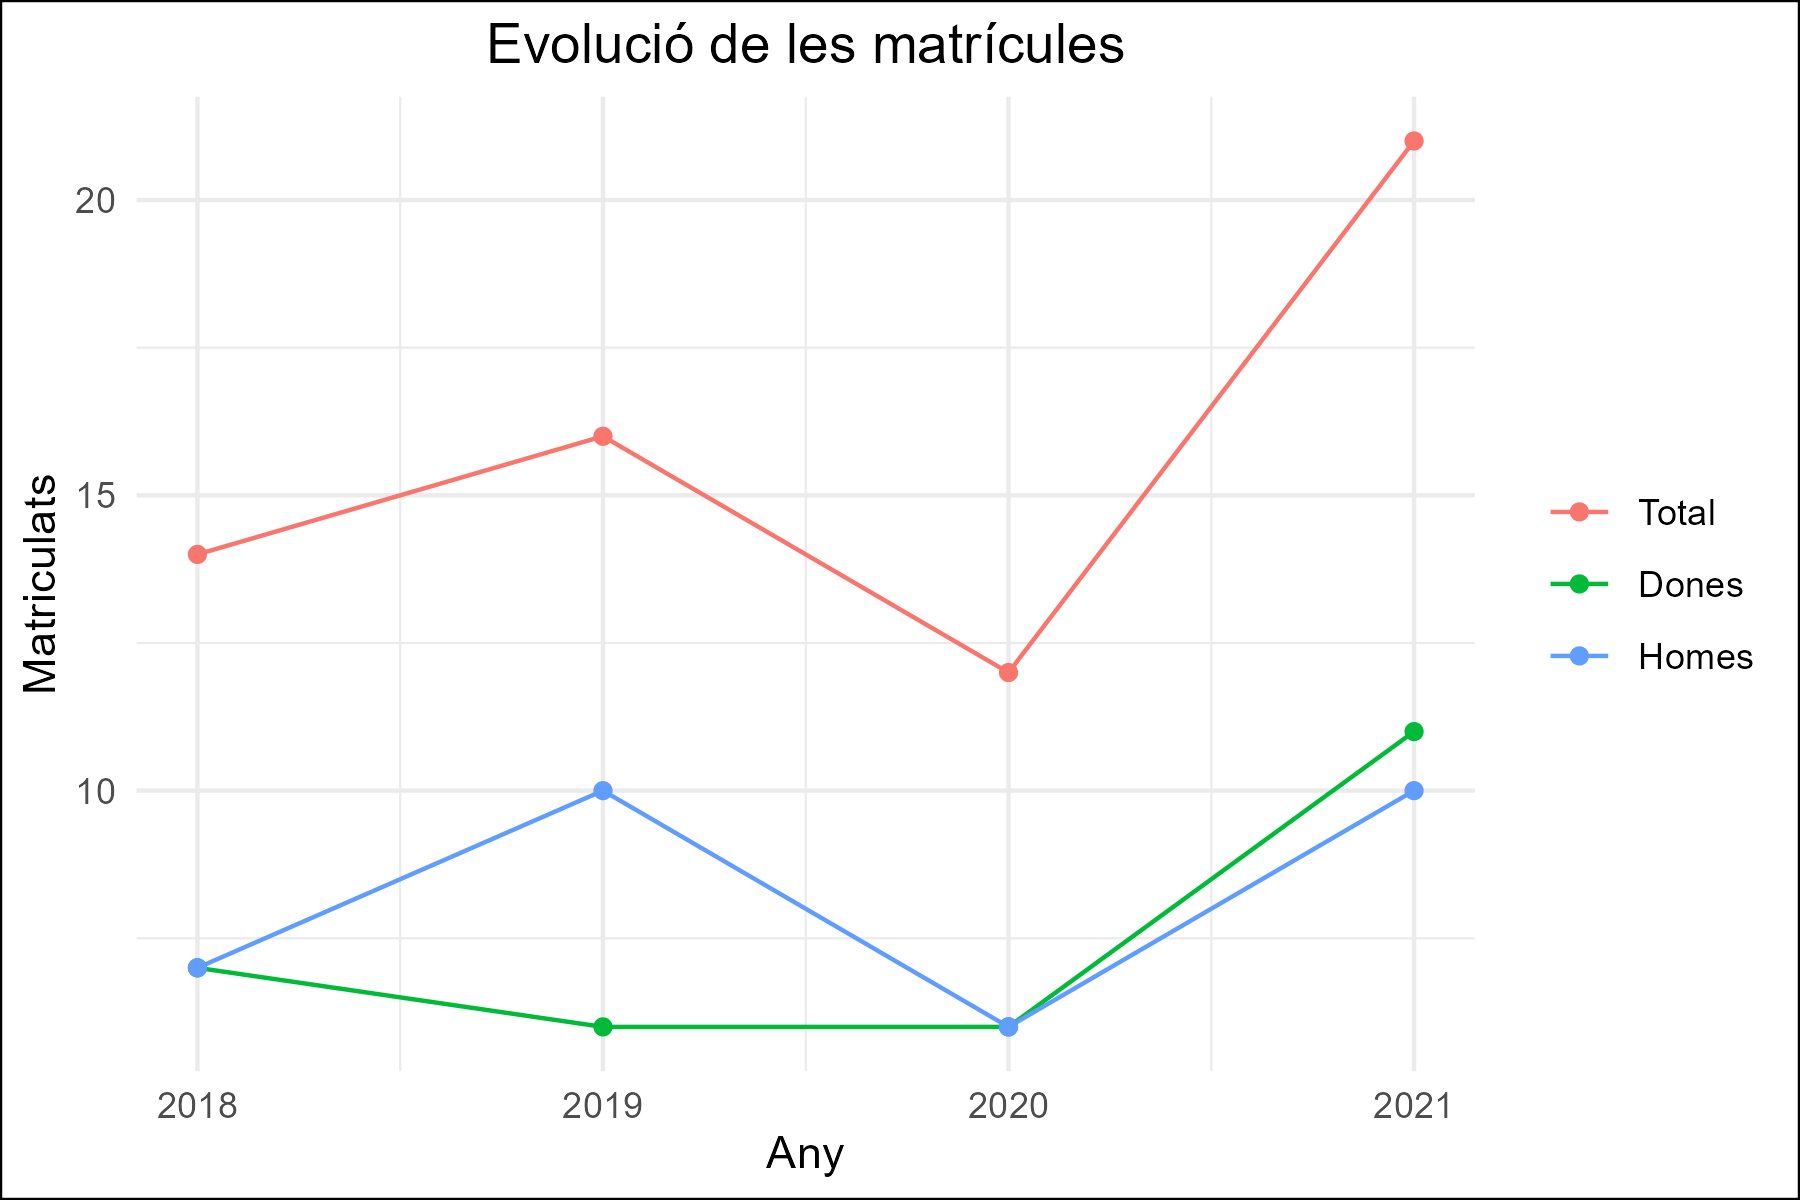 Evolució de les matrícules
Matriculats
20
15
10
2018
2019
2020
2021
Any
Total
Dones
Homes